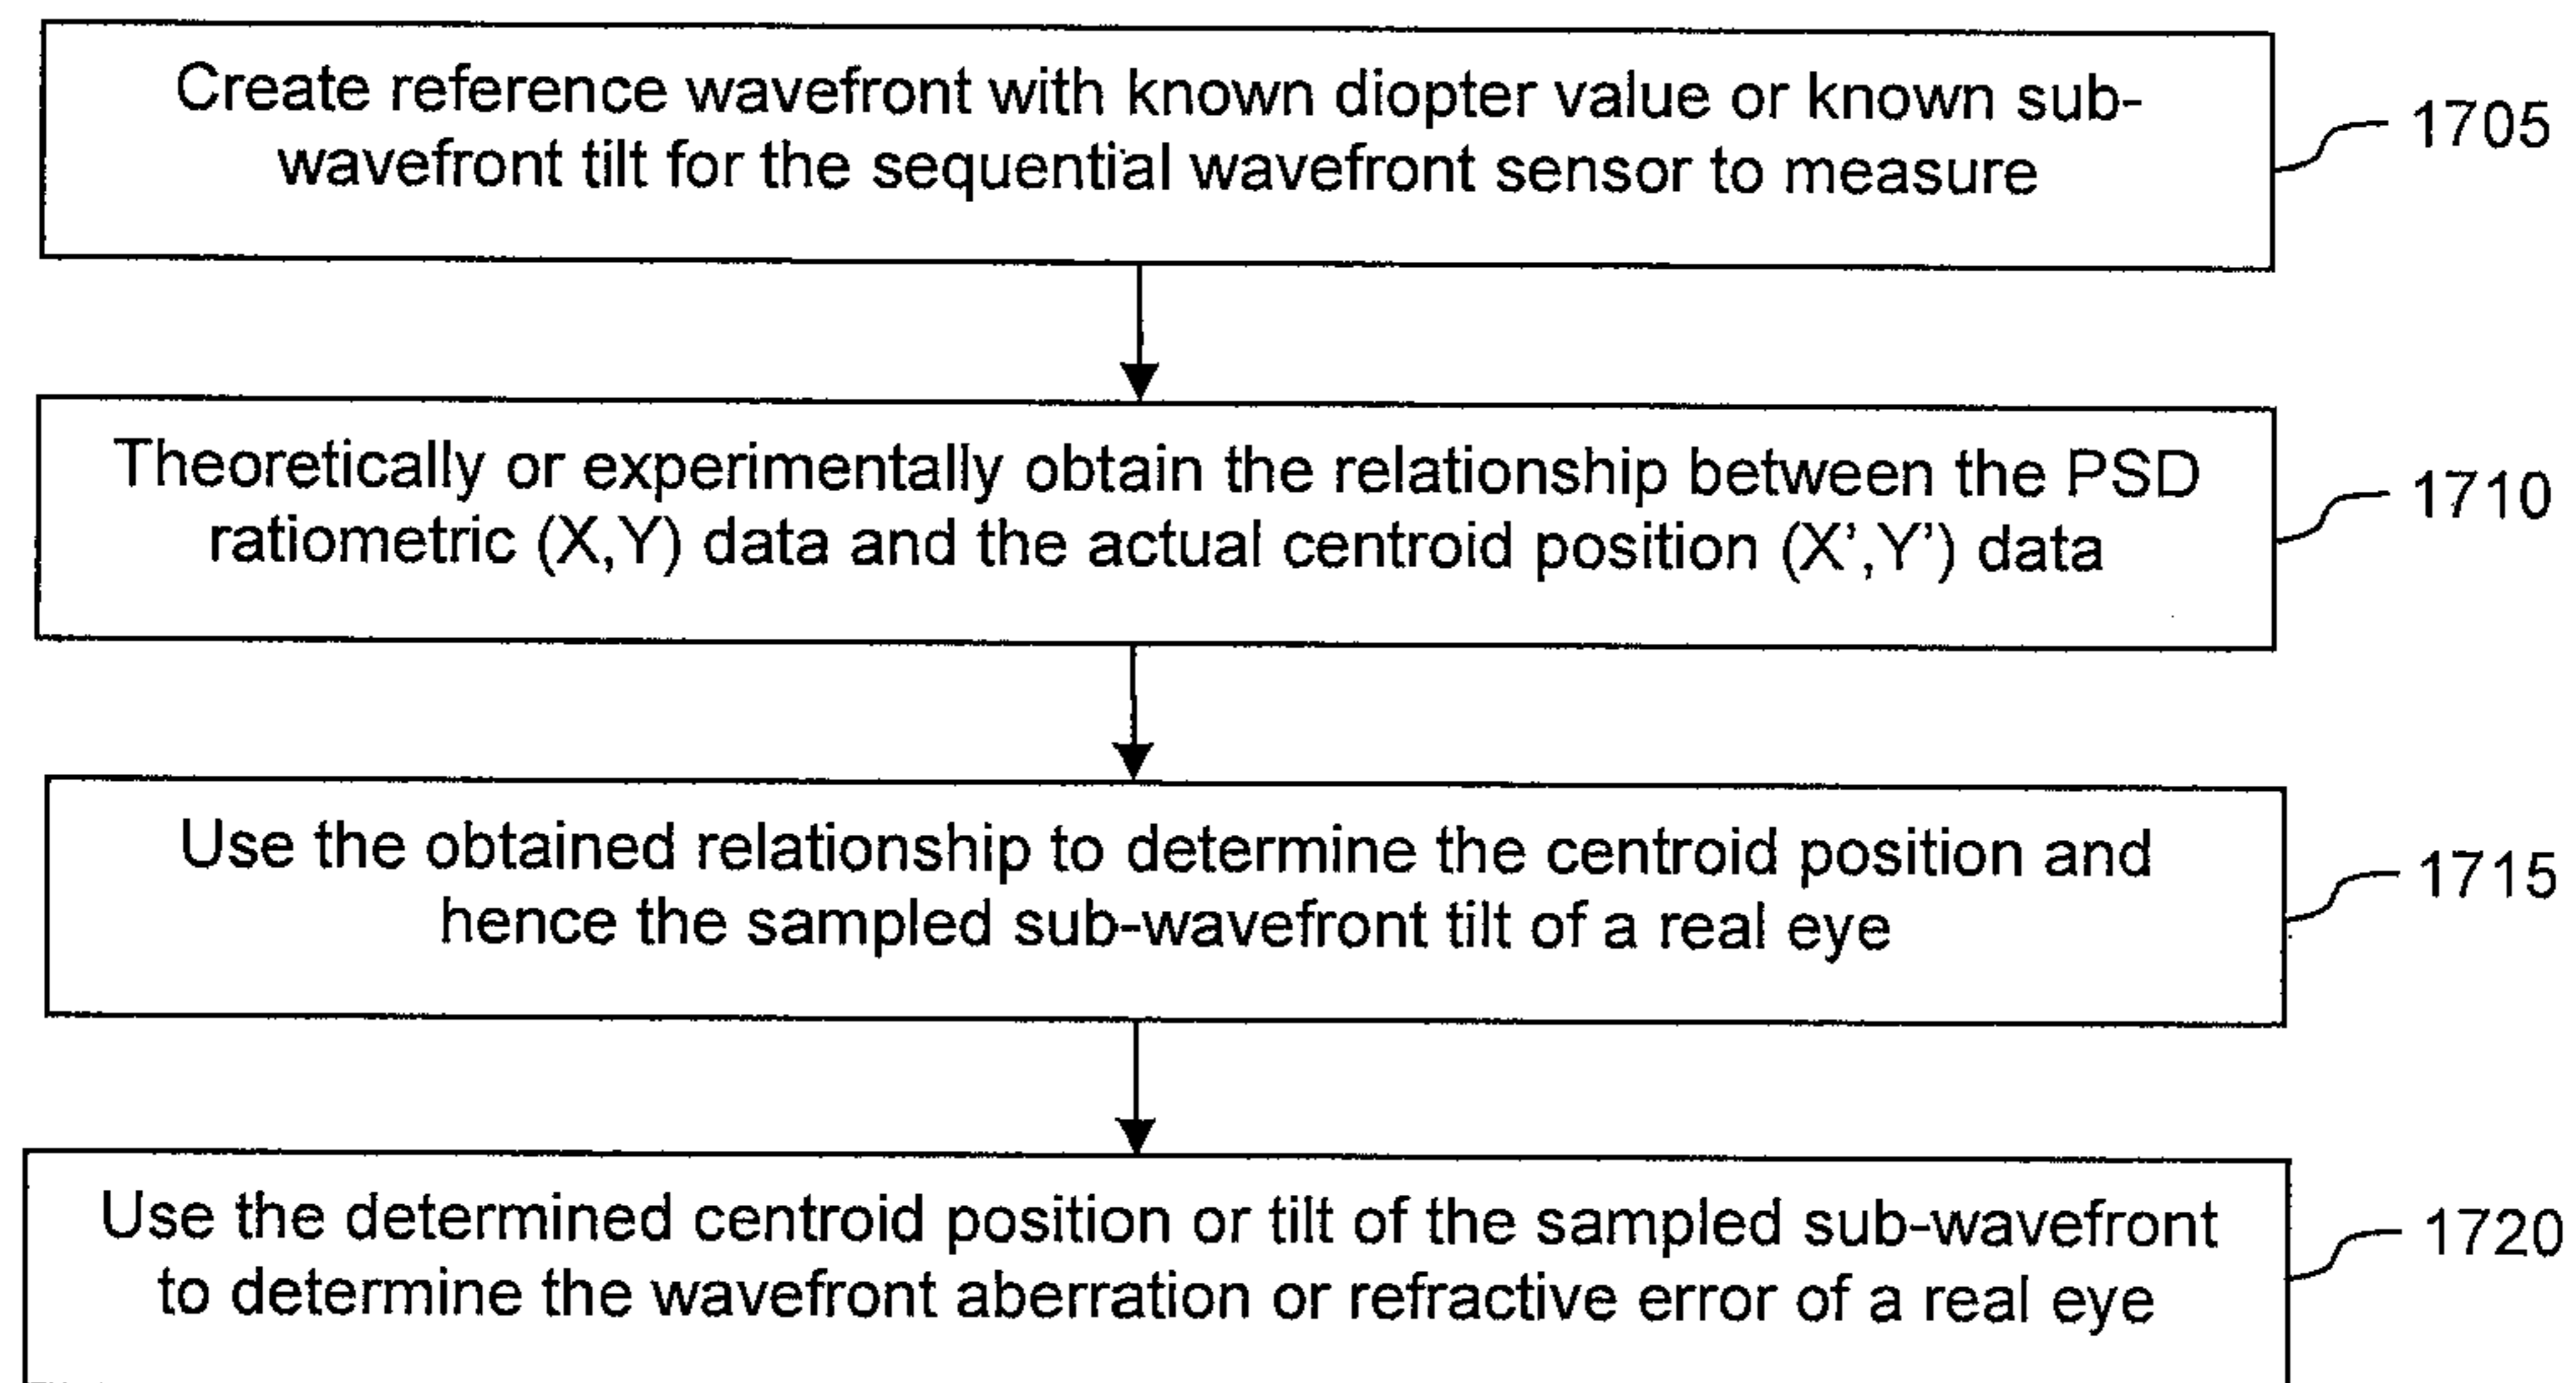 Create reference wavefront with known diopter value or known sub-
wavefront tilt for the sequential wavefront sensor to measure
1705
Theoretically or experimentally obtain the relationship between the PSD
ratiometric (X,Y) data and the actual centroid position (X’,Y’) data
1710
Use the obtained relationship to determine the centroid position and
hence the sampled sub-wavefront tilt of a real eye
1715
Use the determined centroid position or tilt of the sampled sub-wavefront
to determine the wavefront aberration or refractive error of a real eye
1720